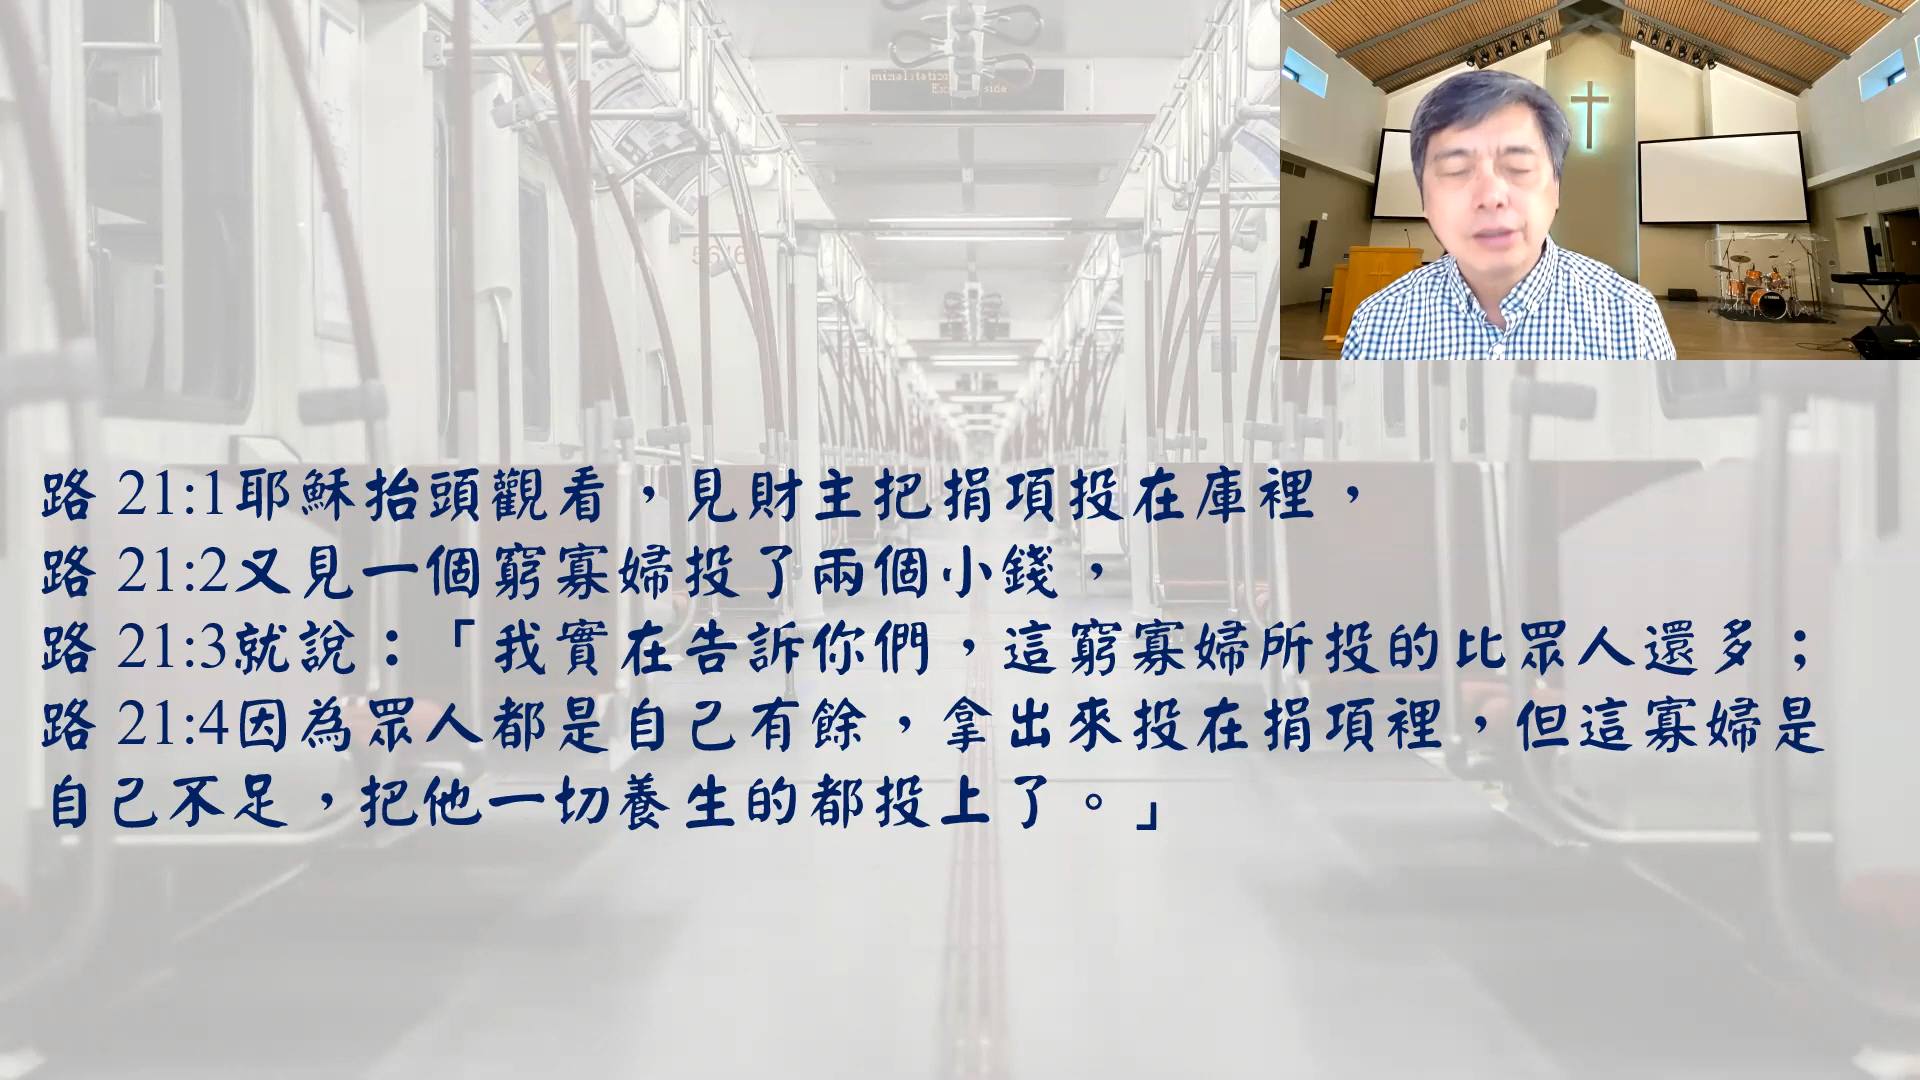 路 21:1耶穌抬頭觀看，見財主把捐項投在庫裡，
路 21:2又見一個窮寡婦投了兩個小錢，
路 21:3就說：「我實在告訴你們，這窮寡婦所投的比眾人還多；
路 21:4因為眾人都是自己有餘，拿出來投在捐項裡，但這寡婦是
自己不足，把他一切養生的都投上了。」